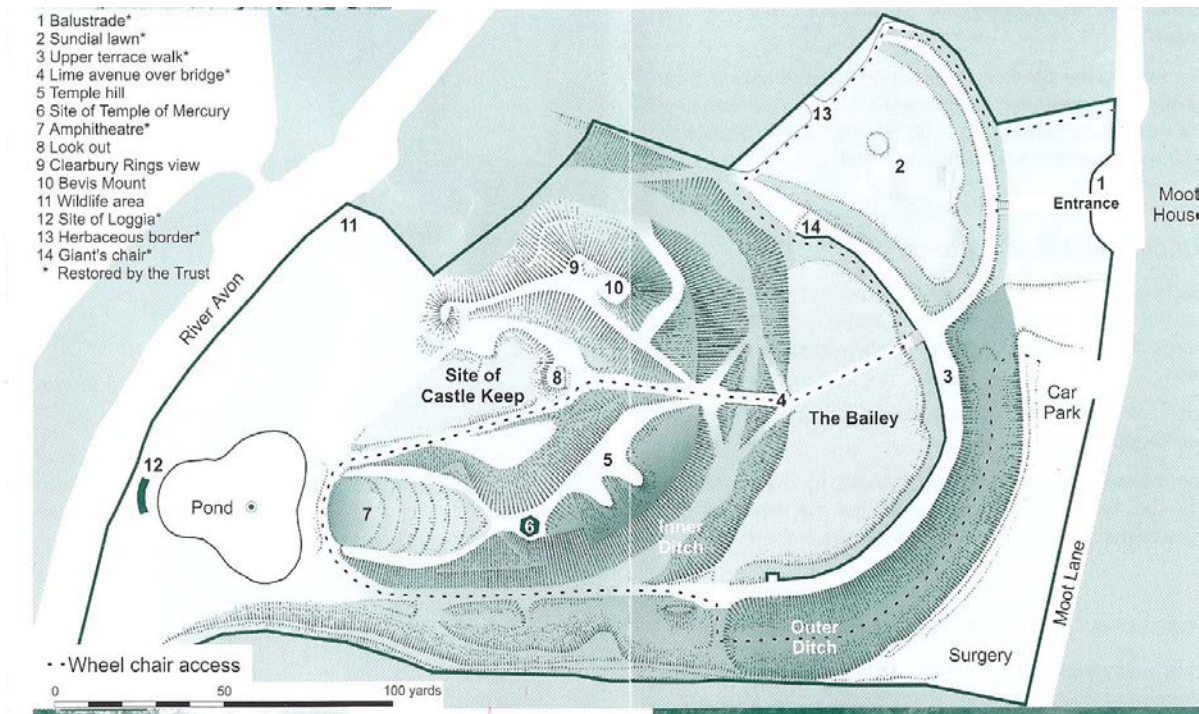 1 Balustrade*
2 Sundial lawn*
3 Upper terrace walk*
4 Lime avenue over bridge*
5 Temple hill
6 Site of Temple of Mercury
7 Amphitheatre*
8 Look out
9 Clearbury Rings view
10 Bevis Mount
11 Wildlife area
12 Site of Loggia*
13 Herbaceous border*
14 Giant's chair*
* Restored by the Trust
13
2
1
Entrance
Moot
House
11
14
River Avon
9
10
Site of
Castle Keep
8
4
3
The Bailey
Car
Park
12
Pond
7
5
6
Inner
Ditch
Outer
Ditch
Moot Lane
Surgery
- - Wheel chair access
0 50 100 yards